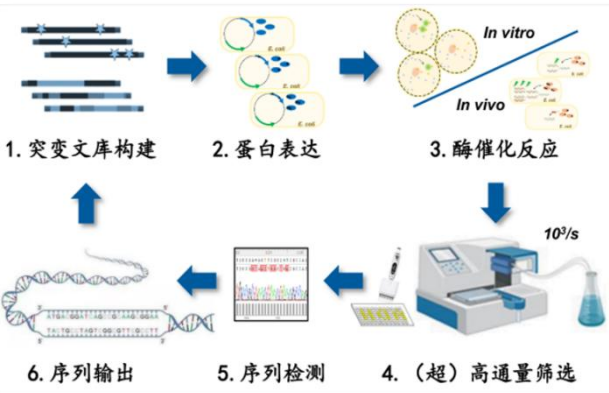 E. coli
E. coli
E. coli
In vitro
In vivo
1.突变文库构建
2.蛋白表达
3.酶催化反应
10³/s
6.序列输出
5.序列检测
4.（超）高通量筛选